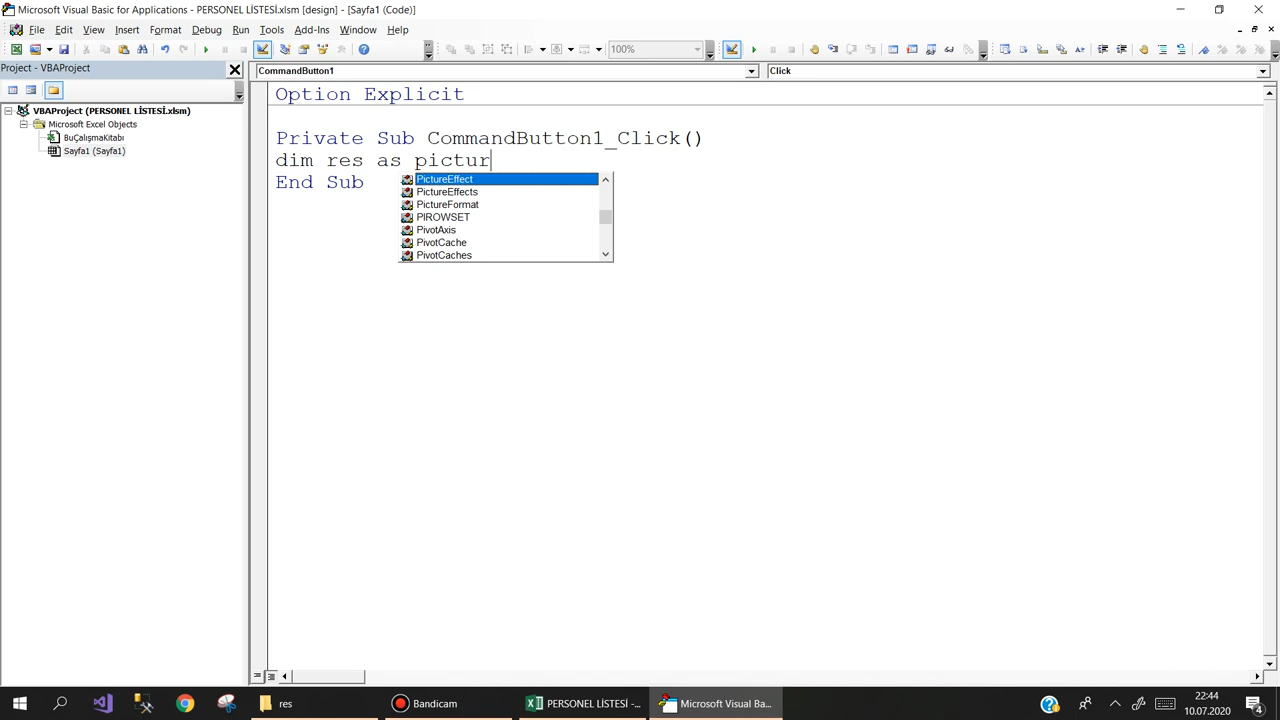 Microsoft Visual Basic for Applications - PERSONEL LİSTESİ.xlsm [design] - [Sayfa1 (Code)]
File Edit View Insert Format Debug Run Tools Add-Ins Window Help
100%
Project - VBAProject
CommandButton1
Click
VBAProject (PERSONEL LİSTESİ.xlsm)
Microsoft Excel Objects
BuÇalışmaKitabı
Sayfa1 (Sayfa1)
Option Explicit
Private Sub CommandButton1_Click()
dim res as pictur
End Sub
PictureEffect
PictureEffects
PictureFormat
PIROWSET
PivotAxis
PivotCache
PivotCaches
res
Bandicam
PERSONEL LİSTESİ -...
Microsoft Visual Ba...
22:44
10.07.2020
4